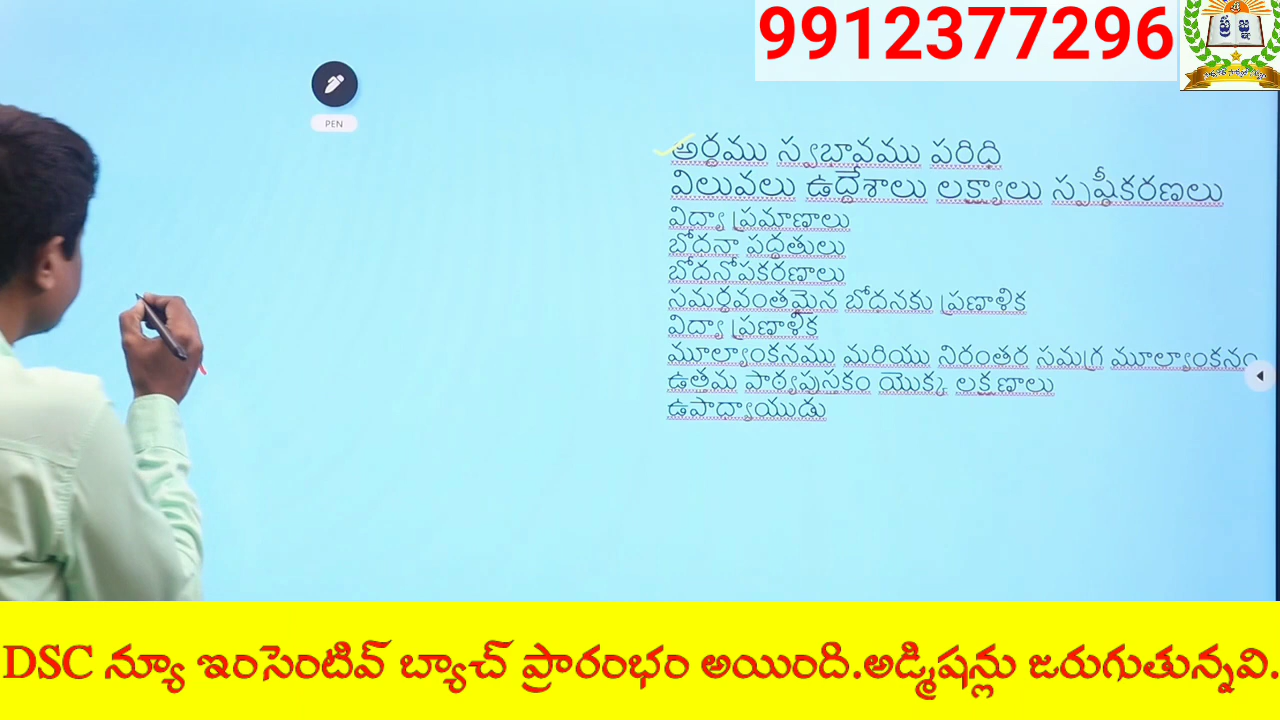 9912377296
ప్రజ్ఞ
PEN
అర్థము స్వభావము పరిధి
విలువలు ఉద్దేశాలు లక్ష్యాలు స్పష్టీకరణలు
విద్యా ప్రమాణాలు
బోధనా పద్ధతులు
బోధనోపకరణాలు
సమర్థవంతమైన బోధనకు ప్రణాళిక
విద్యా ప్రణాళిక
మూల్యాంకనము మరియు నిరంతర సమగ్ర మూల్యాంకనం
ఉత్తమ పాఠ్యపుస్తకం యొక్క లక్షణాలు
ఉపాధ్యాయుడు
DSC న్యూ ఇంసెంటివ్ బ్యాచ్ ప్రారంభం అయింది.అడ్మిషన్లు జరుగుతున్నవి.